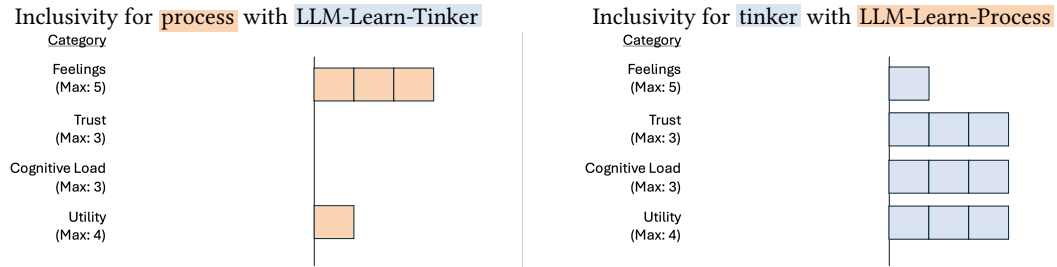 Inclusivity for process with LLM-Learn-Tinker
Category
Feelings
(Max: 5)
Trust
(Max: 3)
Cognitive Load
(Max: 3)
Utility
(Max: 4)
Inclusivity for tinker with LLM-Learn-Process
Category
Feelings
(Max: 5)
Trust
(Max: 3)
Cognitive Load
(Max: 3)
Utility
(Max: 4)